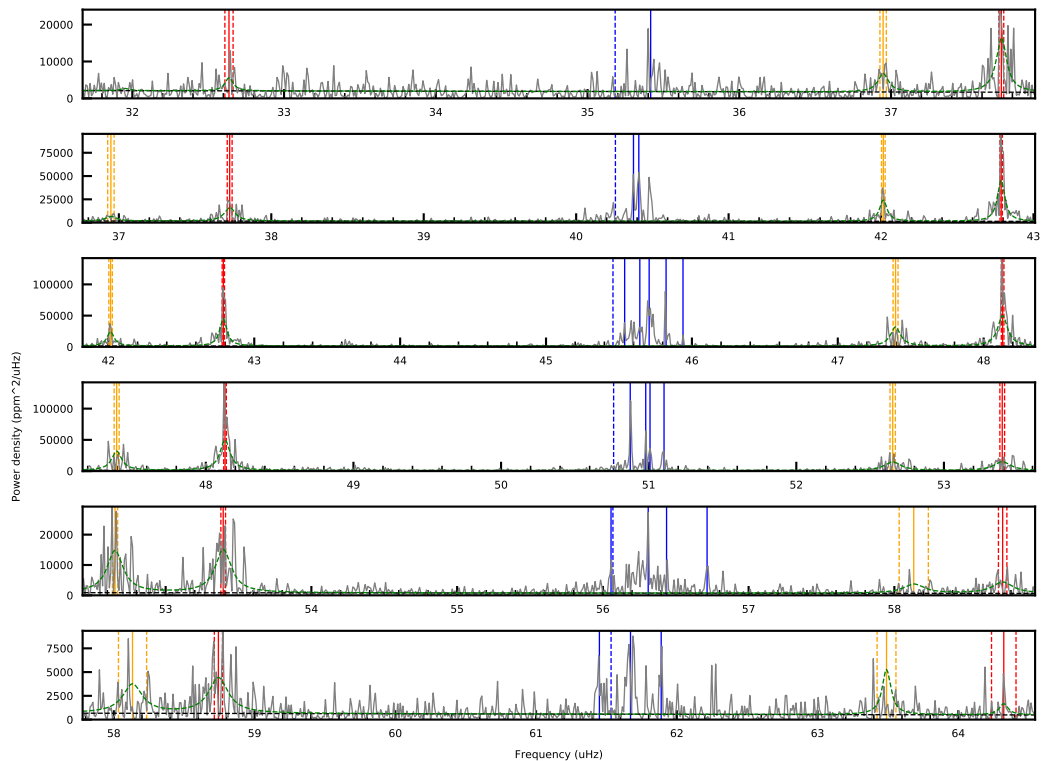 20000
10000
0
32 33 34 35 36 37
75000
50000
25000
0
37 38 39 40 41 42 43
100000
50000
0
42 43 44 45 46 47 48
Power density (ppm^2/uHz)
100000
50000
0
48 49 50 51 52 53
20000
10000
0
53 54 55 56 57 58
7500
5000
2500
0
58 59 60 61 62 63 64
Frequency (uHz)